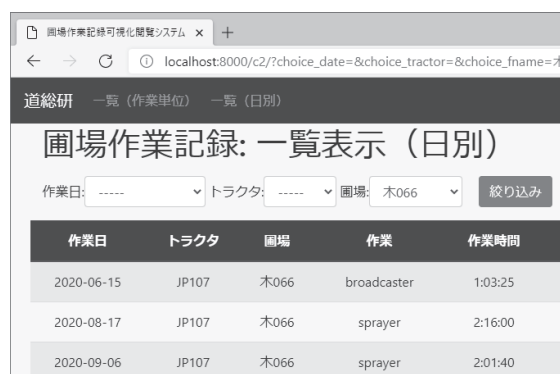 圃場作業記録可視化閲覧システム
localhost:8000/c2/?choice_date=&choice_tractor=&choice_fname=木
道総研 一覧（作業単位） 一覧（日別）
圃場作業記録: 一覧表示（日別）
作業日: ----- トラクタ: ----- 圃場: 木066 絞り込み
作業日 トラクタ 圃場 作業 作業時間
2020-06-15 JP107 木066 broadcaster 1:03:25
2020-08-17 JP107 木066 sprayer 2:16:00
2020-09-06 JP107 木066 sprayer 2:01:40